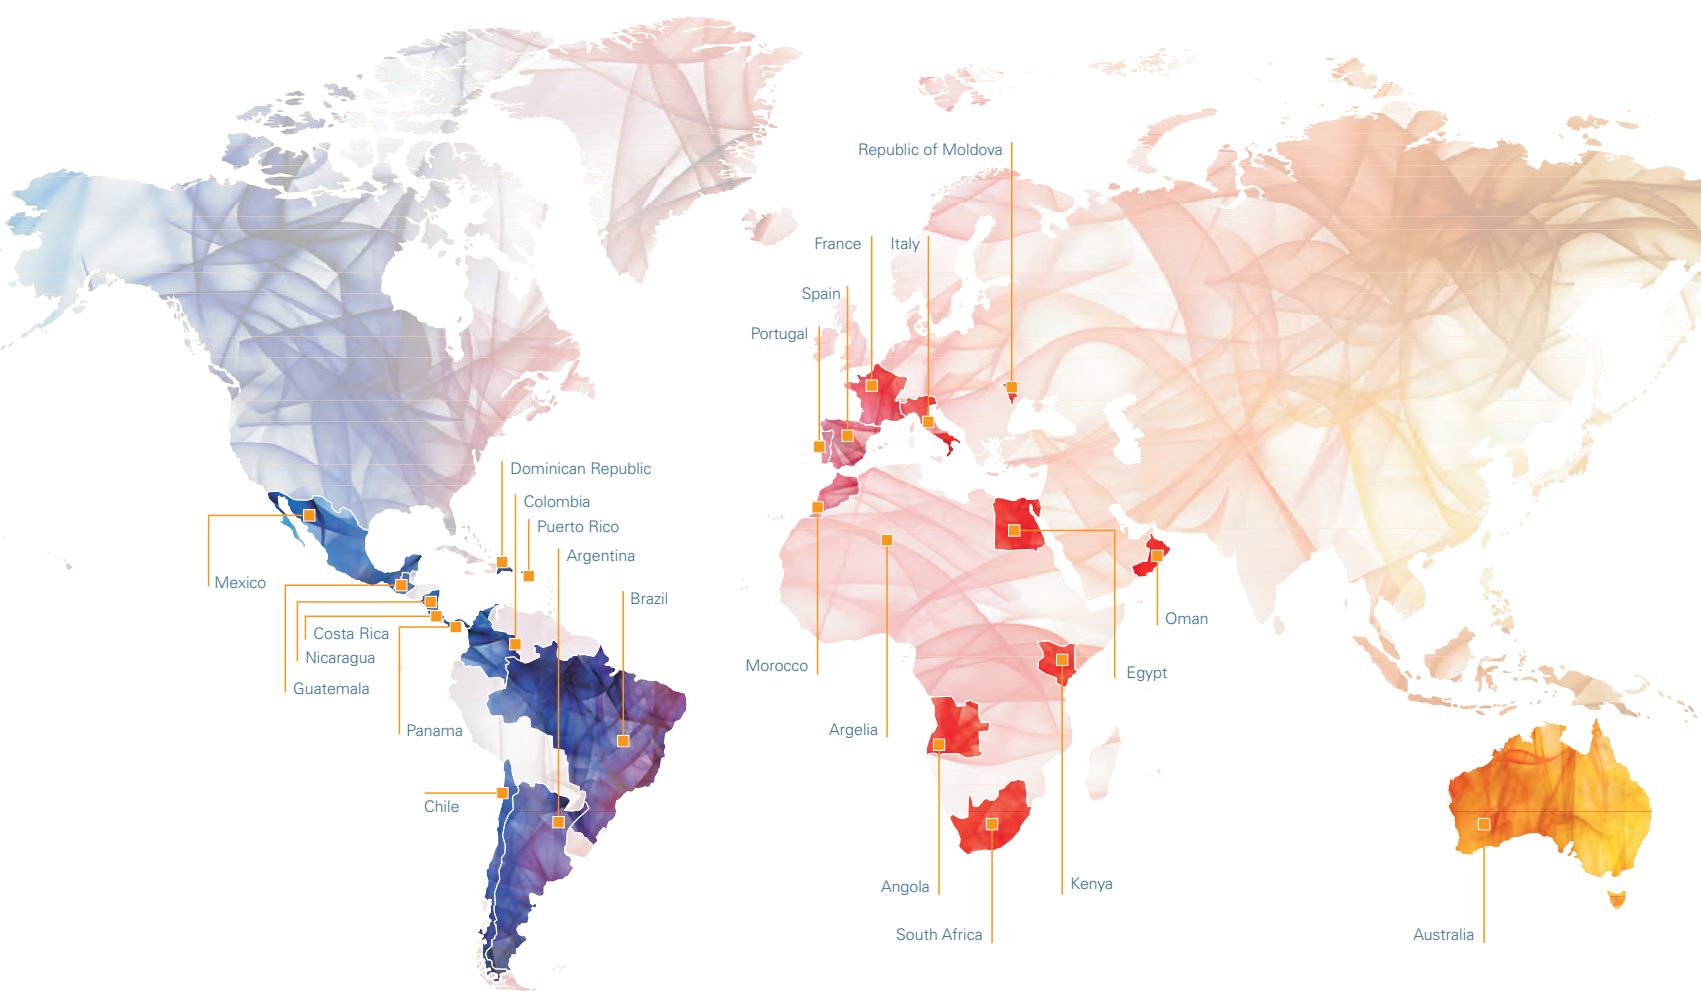 Republic of Moldova
France
Italy
Spain
Portugal
Dominican Republic
Colombia
Puerto Rico
Argentina
Mexico
Brazil
Oman
Costa Rica
Nicaragua
Morocco
Egypt
Guatemala
Argelia
Panama
Chile
Kenya
Angola
South Africa
Australia